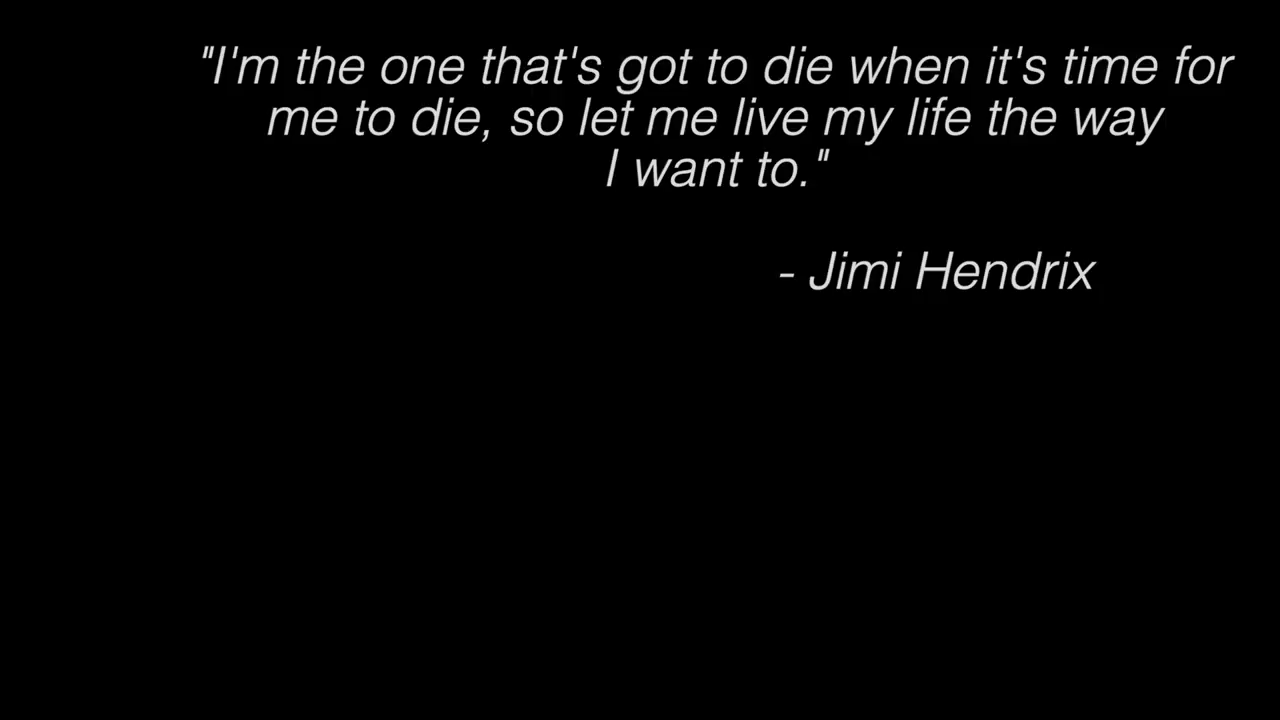 "I'm the one that's got to die when it's time for
me to die, so let me live my life the way
I want to."
- Jimi Hendrix